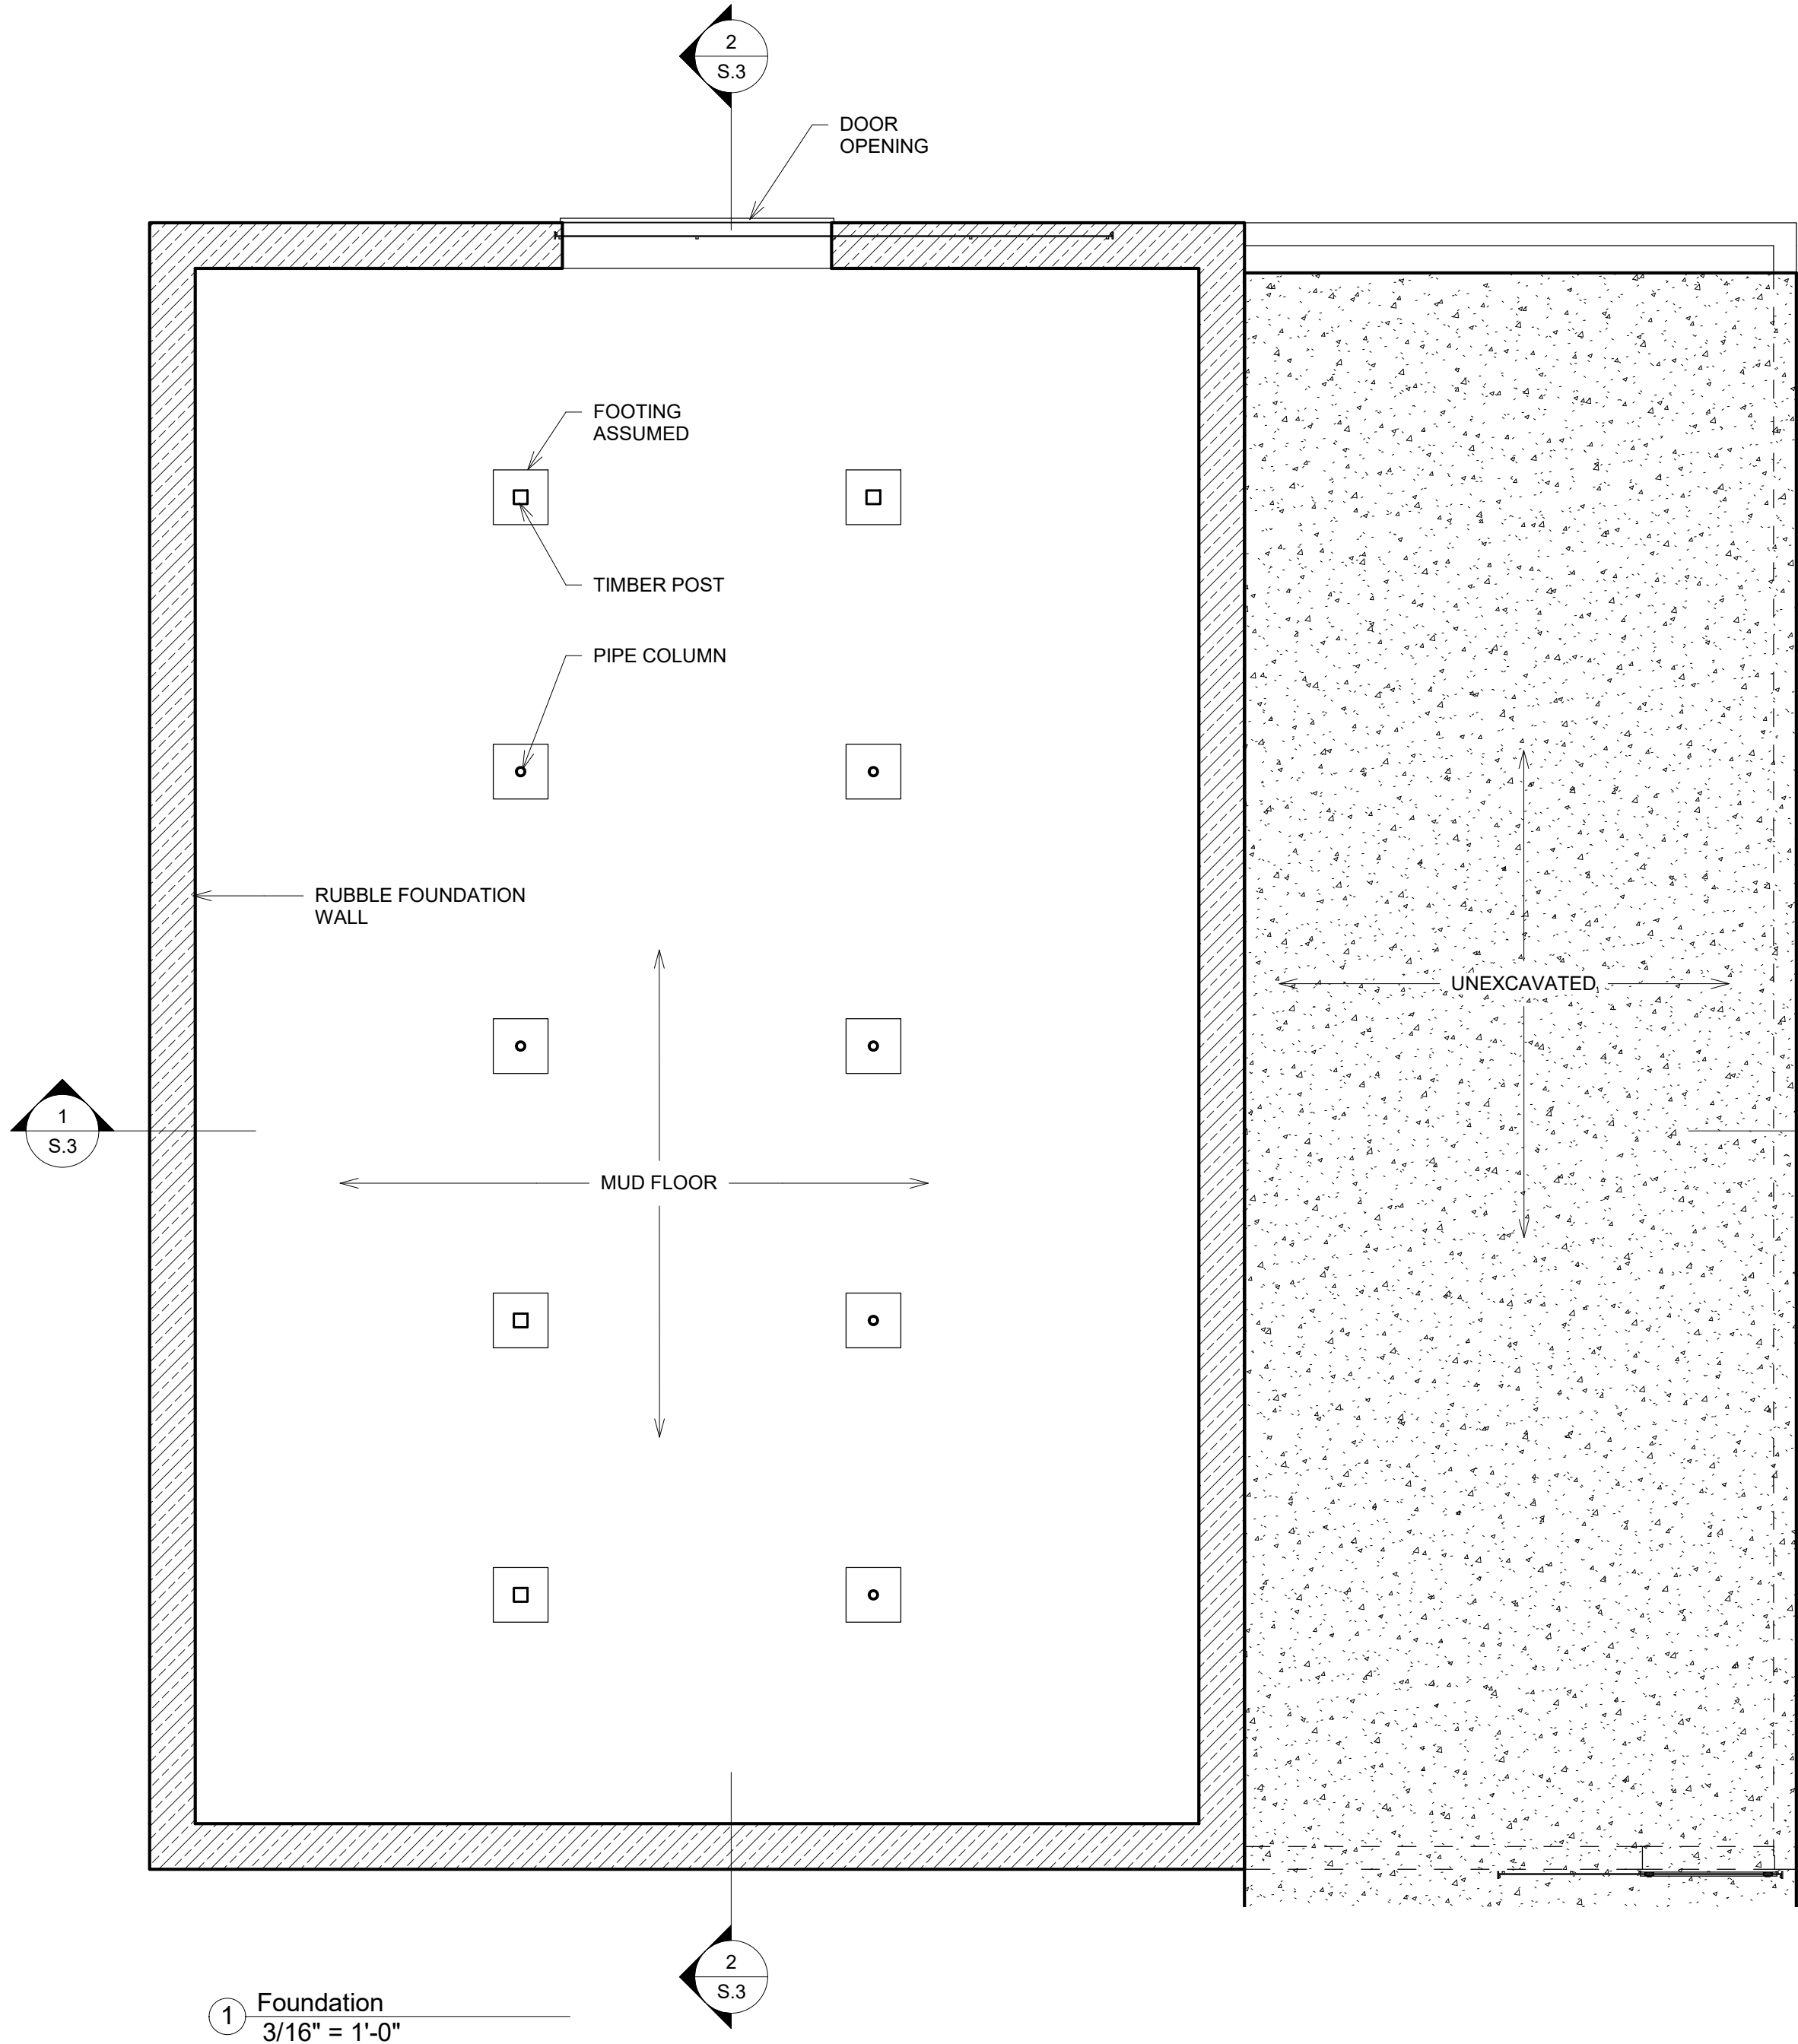 2
S.3
DOOR
OPENING
FOOTING
ASSUMED
TIMBER POST
PIPE COLUMN
RUBBLE FOUNDATION
WALL
UNEXCAVATED
1
S.3
MUD FLOOR
2
S.3
1 Foundation
3/16" = 1'-0"